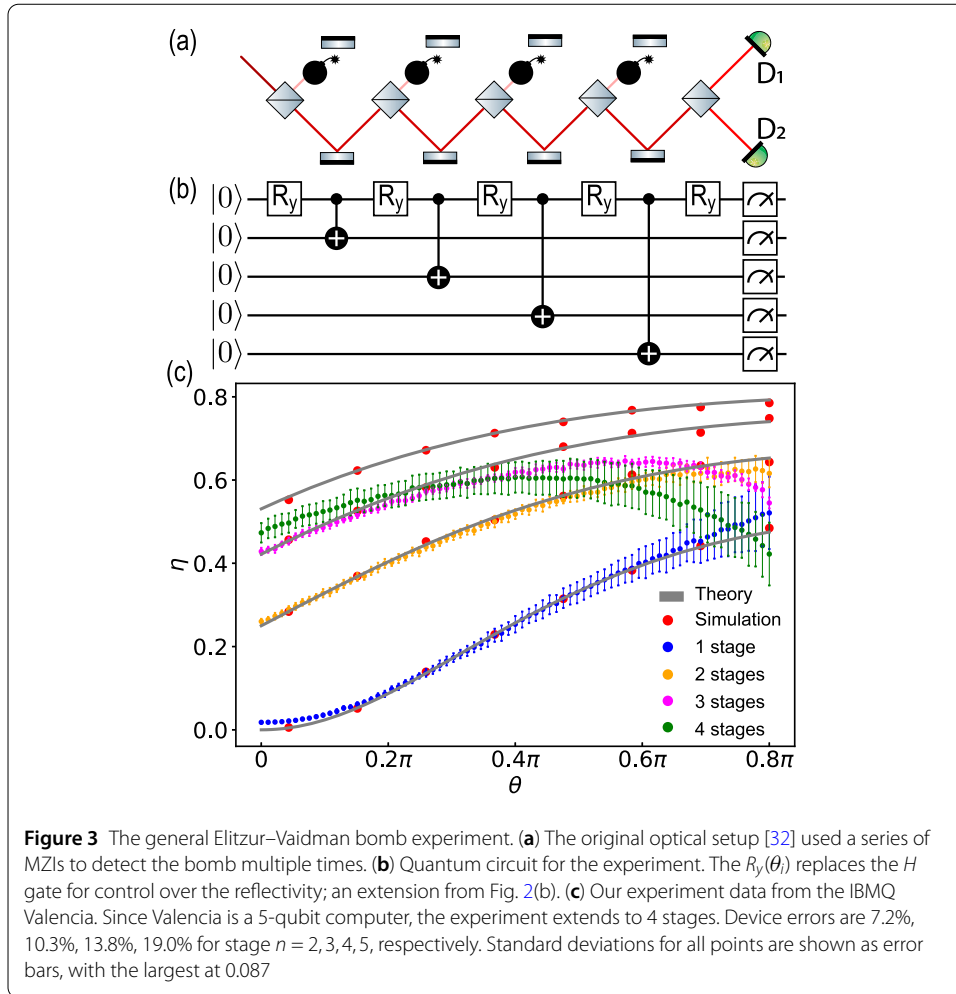 (a)
D₁
D₂
(b)
|0⟩ Ry Ry Ry Ry Ry
|0⟩
|0⟩
|0⟩
|0⟩
(c)
0.8
0.6
0.4
0.2
0.0
η
Theory
Simulation
1 stage
2 stages
3 stages
4 stages
0 0.2π 0.4π 0.6π 0.8π
θ
Figure 3 The general Elitzur–Vaidman bomb experiment. (a) The original optical setup [32] used a series of
MZIs to detect the bomb multiple times. (b) Quantum circuit for the experiment. The Ry(θi) replaces the H
gate for control over the reflectivity; an extension from Fig. 2(b). (c) Our experiment data from the IBMQ
Valencia. Since Valencia is a 5-qubit computer, the experiment extends to 4 stages. Device errors are 7.2%,
10.3%, 13.8%, 19.0% for stage n = 2, 3, 4, 5, respectively. Standard deviations for all points are shown as error
bars, with the largest at 0.087